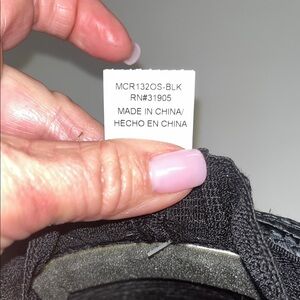 MCR132OS-BLK
RN#31905
MADE IN CHINA/
HECHO EN CHINA